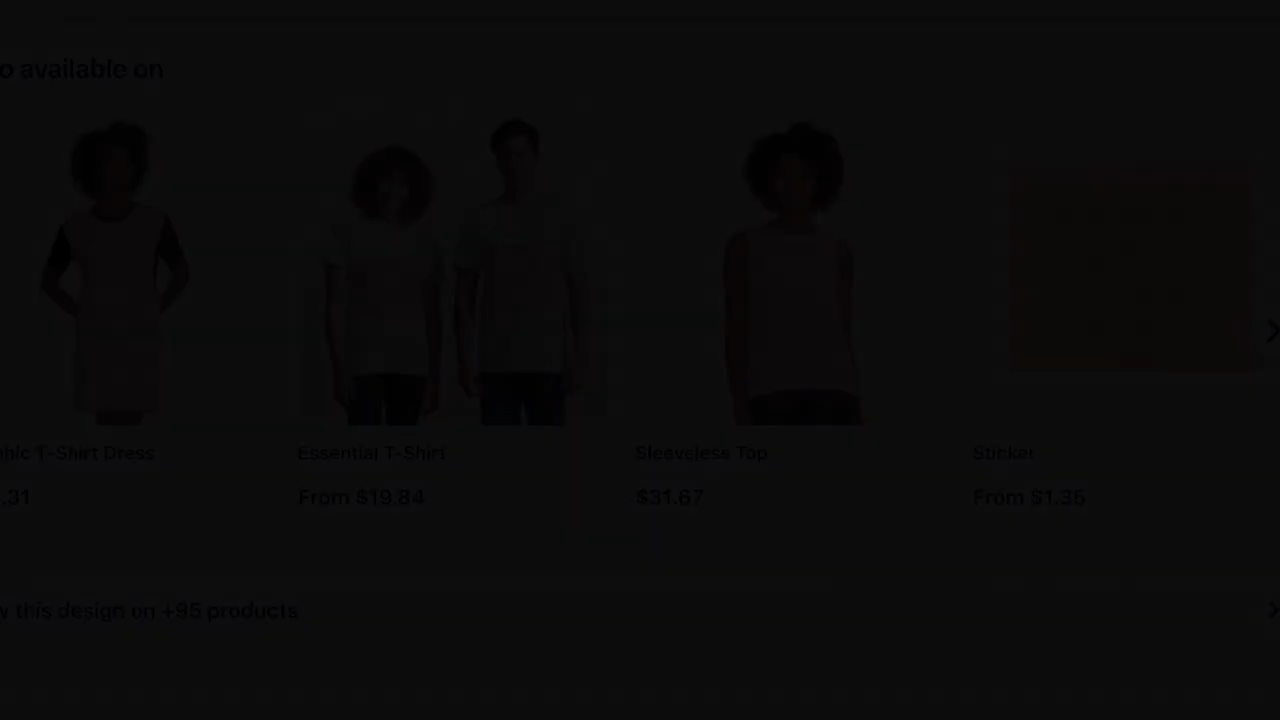 o available on
hic T-Shirt Dress
Essential T-Shirt
Sleeveless Top
Sticker
.31
From $19.84
$31.67
From $1.35
w this design on +95 products